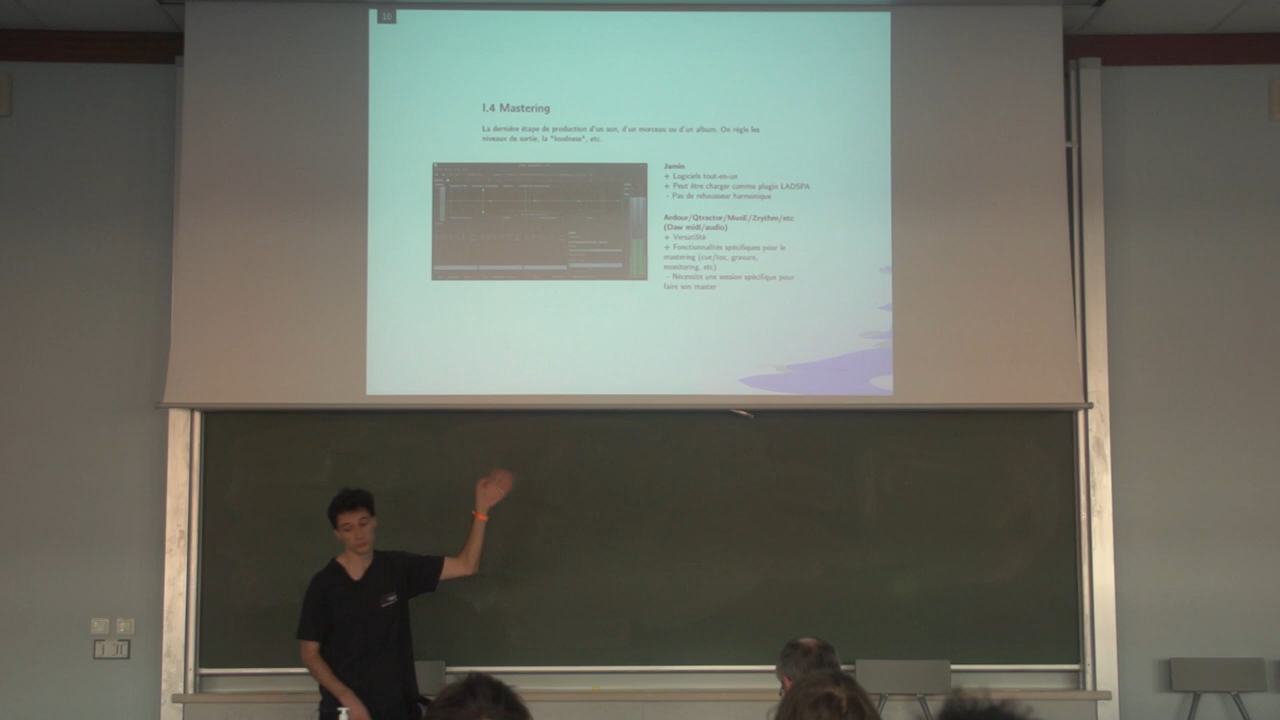 10
I.4 Mastering
La dernière étape de production d'un son, d'un morceau ou d'un album. On règle les
niveaux de sortie, la "loudness", etc.
Jamin
+ Logiciels tout-en-un
+ Peut être charger comme plugin LADSPA
- Pas de rehausseur harmonique
Ardour/Qtractor/MusE/Zrythm/etc
(Daw midi/audio)
+ Versatilité
+ Fonctionnalités spécifiques pour le
mastering (cue/toc, gravure,
monitoring, etc)
- Nécessite une session spécifique pour
faire son master